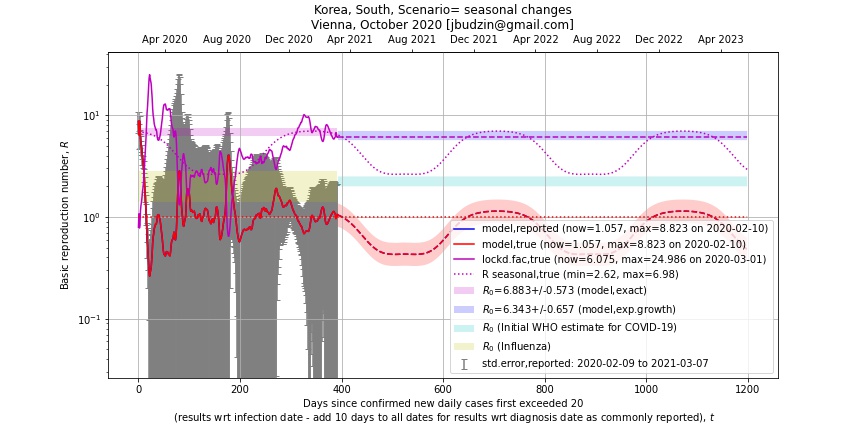 Korea, South, Scenario= seasonal changes
Vienna, October 2020 [jbudzin@gmail.com]
Apr 2020 Aug 2020 Dec 2020 Apr 2021 Aug 2021 Dec 2021 Apr 2022 Aug 2022 Dec 2022 Apr 2023
Basic reproduction number, R
10¹
10⁰
10⁻¹
model,reported (now=1.057, max=8.823 on 2020-02-10)
model,true (now=1.057, max=8.823 on 2020-02-10)
lockd.fac,true (now=6.075, max=24.986 on 2020-03-01)
R seasonal,true (min=2.62, max=6.98)
R₀=6.883+/-0.573 (model,exact)
R₀=6.343+/-0.657 (model,exp.growth)
R₀ (Initial WHO estimate for COVID-19)
R₀ (Influenza)
std.error,reported: 2020-02-09 to 2021-03-07
0 200 400 600 800 1000 1200
Days since confirmed new daily cases first exceeded 20
(results wrt infection date - add 10 days to all dates for results wrt diagnosis date as commonly reported), t